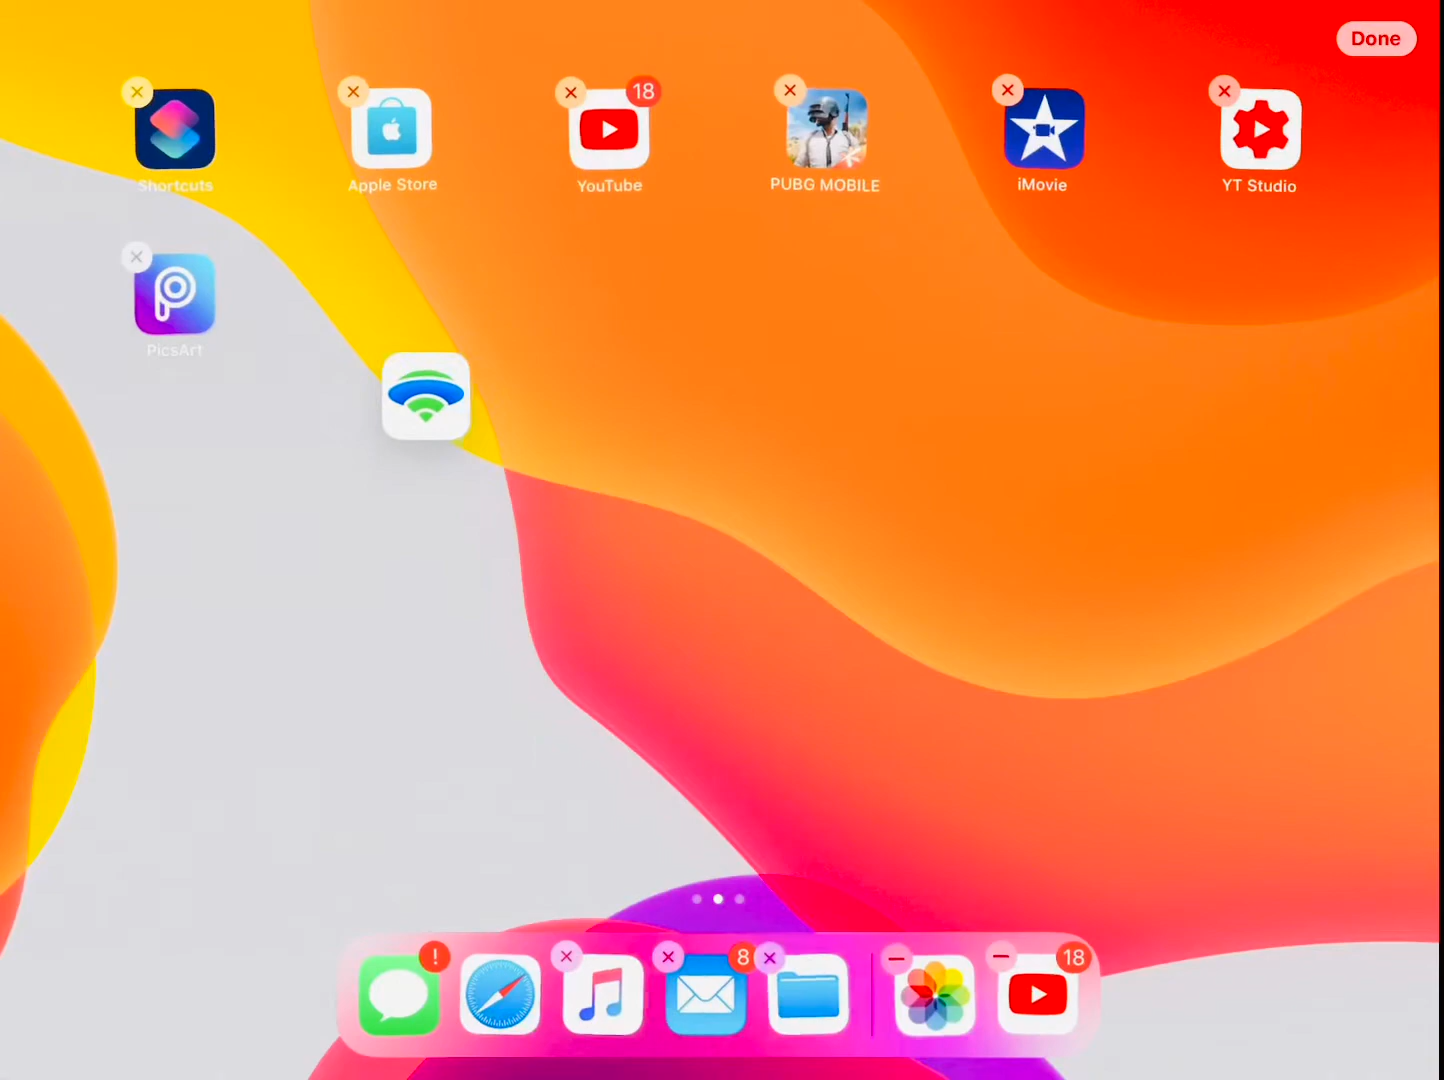 Done
18
Shortcuts
Apple Store
YouTube
PUBG MOBILE
iMovie
YT Studio
PicsArt
!
8
18